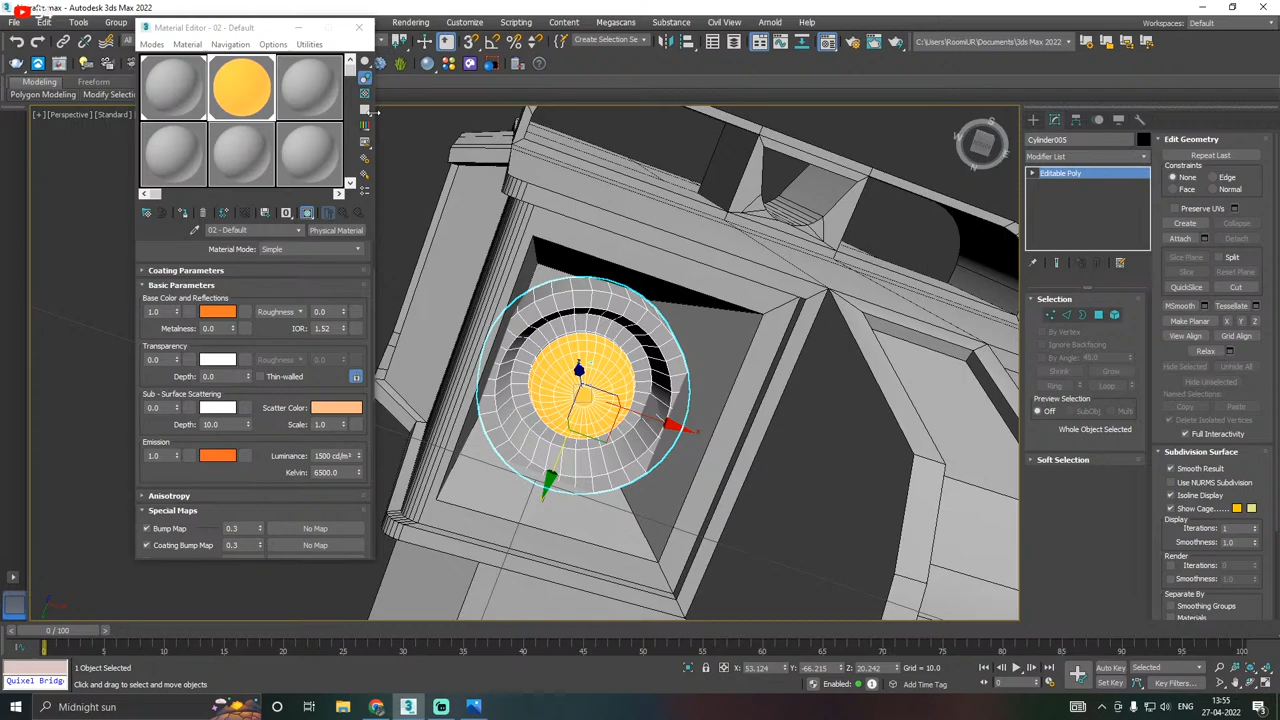 .max - Autodesk 3ds Max 2022
File Edit Tools Group Rendering Customize Scripting Content Megascans Substance Civil View Arnold Help
Workspaces: Default
Create Selection Se
C:\Users\RoomUR\Documents\3ds Max 2022
Modeling Freeform
Polygon Modeling Modify Selection
[+] [Perspective] [Standard]
Material Editor - 02 - Default
Modes Material Navigation Options Utilities
02 - Default Physical Material
Material Mode: Simple
Coating Parameters
Basic Parameters
Base Color and Reflections
1.0 Roughness 0.0
Metalness: 0.0 IOR: 1.52
Transparency
0.0 Roughness 0.0
Depth: 0.0 Thin-walled
Sub - Surface Scattering
0.0 Scatter Color:
Depth: 10.0 Scale: 1.0
Emission
1.0 Luminance: 1500 cd/m²
Kelvin: 6500.0
Anisotropy
Special Maps
Bump Map 0.3 No Map
Coating Bump Map 0.3 No Map
Cylinder005
Modifier List
Editable Poly
Selection
By Vertex
Ignore Backfacing
By Angle: 45.0
Shrink Grow
Ring Loop
Preview Selection
Off SubObj Multi
Whole Object Selected
Soft Selection
Edit Geometry
Repeat Last
Constraints
None Edge
Face Normal
Preserve UVs
Create Collapse
Attach Detach
Slice Plane Split
Slice Reset Plane
QuickSlice Cut
MSmooth Tessellate
Make Planar X Y Z
View Align Grid Align
Relax
Hide Selected Unhide All
Hide Unselected
Named Selections:
Copy Paste
Delete Isolated Vertices
Full Interactivity
Subdivision Surface
Smooth Result
Use NURMS Subdivision
Isoline Display
Show Cage......
Display
Iterations: 1
Smoothness: 1.0
Render
Iterations: 0
Smoothness: 1.0
Separate By
Smoothing Groups
Materials
0 / 100
0 5 10 15 20 25 30 35 40 45 50 55 60 65 70 75 80 85 90 95 100
1 Object Selected
Click and drag to select and move objects
Quixel Bridg
X: 53.124 Y: -66.215 Z: 20.242 Grid = 10.0
Enabled: Add Time Tag
0
Auto Key Selected
Set Key Key Filters...
Midnight sun
ENG 13:55
27-04-2022